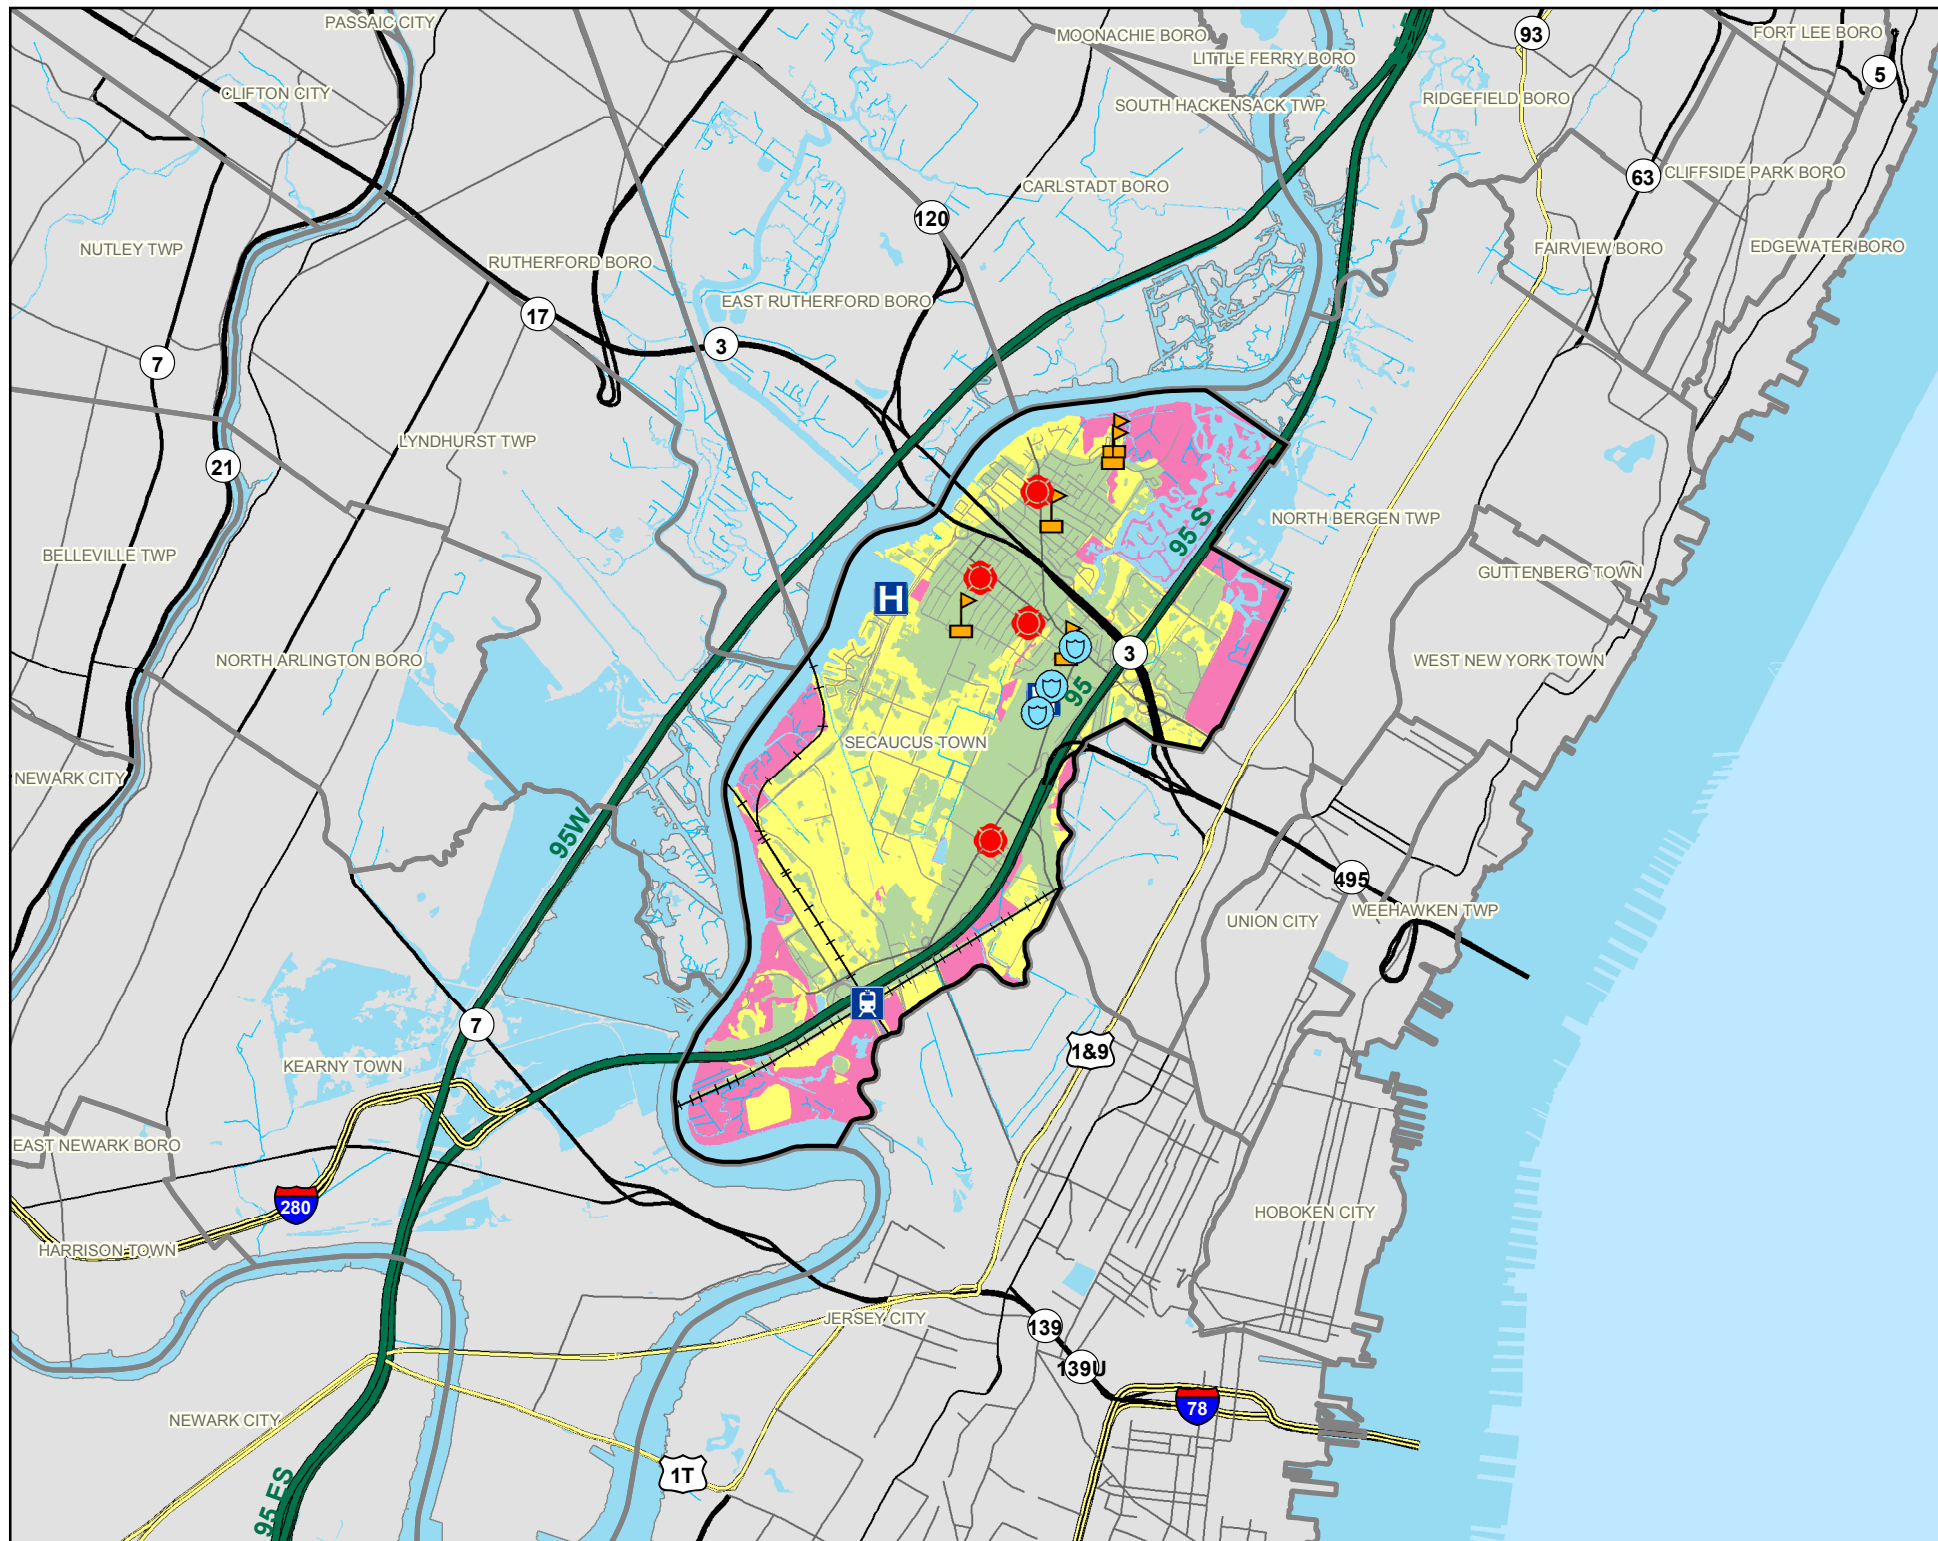 PASSAIC CITY
MOONACHIE BORO
93
FORT LEE BORO
LITTLE FERRY BORO
5
CLIFTON CITY
SOUTH HACKENSACK TWP
RIDGEFIELD BORO
63
CLIFFSIDE PARK BORO
CARLSTADT BORO
120
NUTLEY TWP
FAIRVIEW BORO
EDGEWATER BORO
RUTHERFORD BORO
EAST RUTHERFORD BORO
17
3
7
LYNDHURST TWP
21
95 S
NORTH BERGEN TWP
BELLEVILLE TWP
GUTTENBERG TOWN
H
3
NORTH ARLINGTON BORO
WEST NEW YORK TOWN
95
SECAUCUS TOWN
NEWARK CITY
95W
495
WEEHAWKEN TWP
UNION CITY
7
1&9
KEARNY TOWN
EAST NEWARK BORO
280
HOBOKEN CITY
HARRISON TOWN
JERSEY CITY
139
139U
78
NEWARK CITY
1T
95 ES